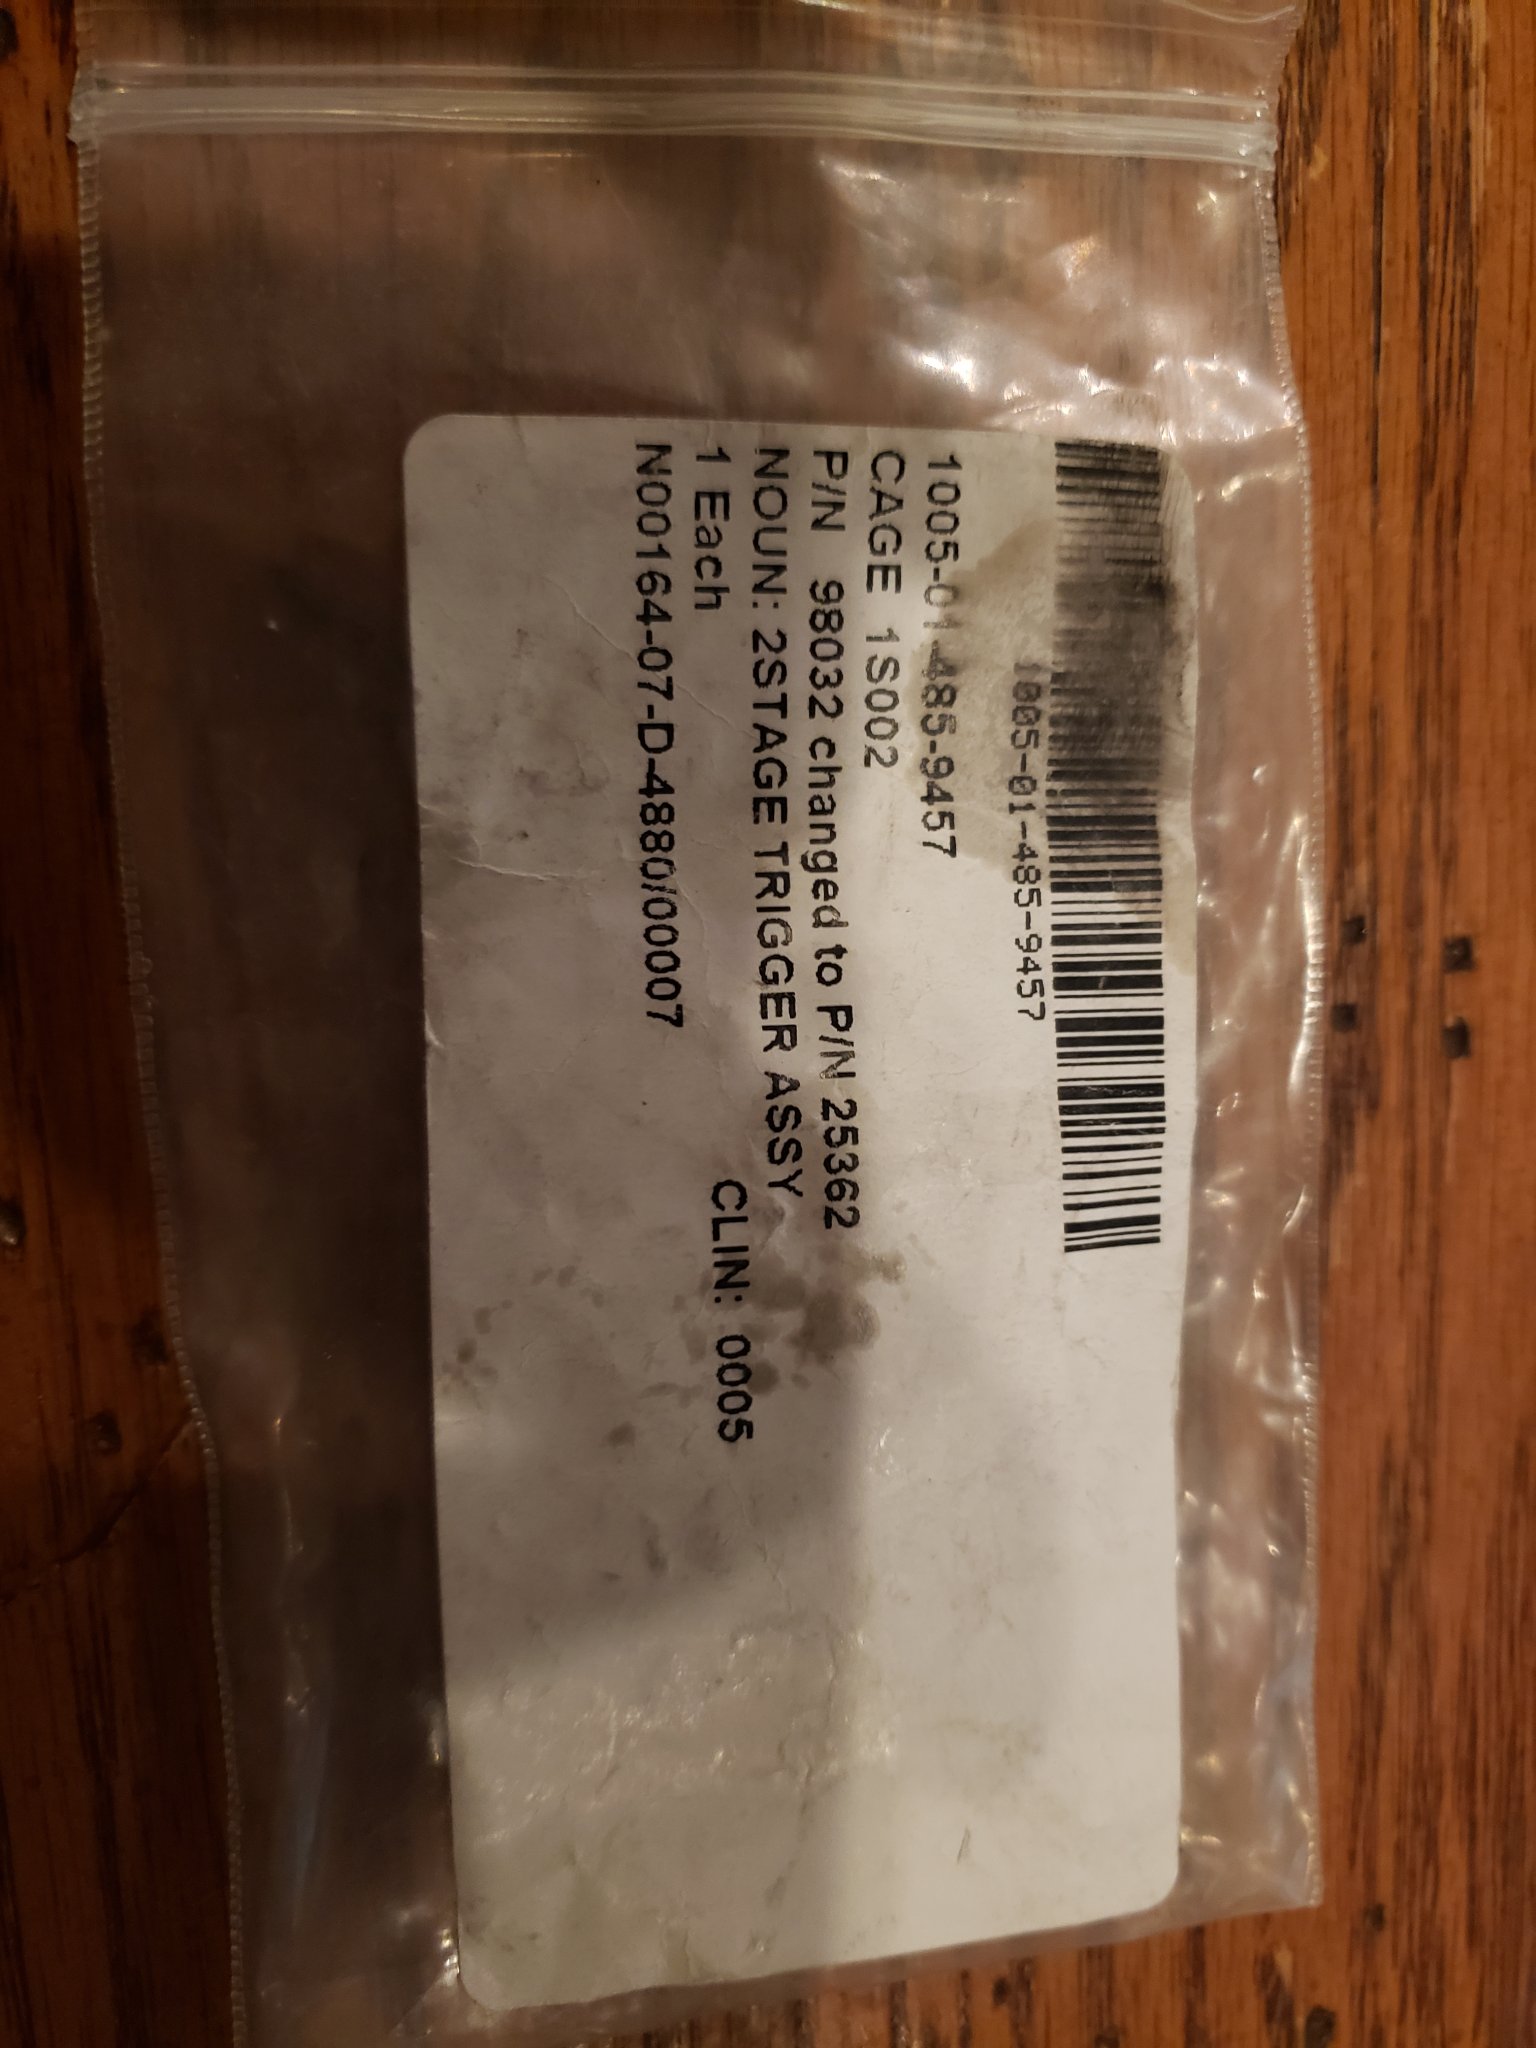 1005-01-485-9457
1005-01-485-9457
CAGE 1S002
P/N 98032 changed to P/N 25362
NOUN: 2STAGE TRIGGER ASSY
1 Each CLIN: 0005
N00164-07-D-4880/00007